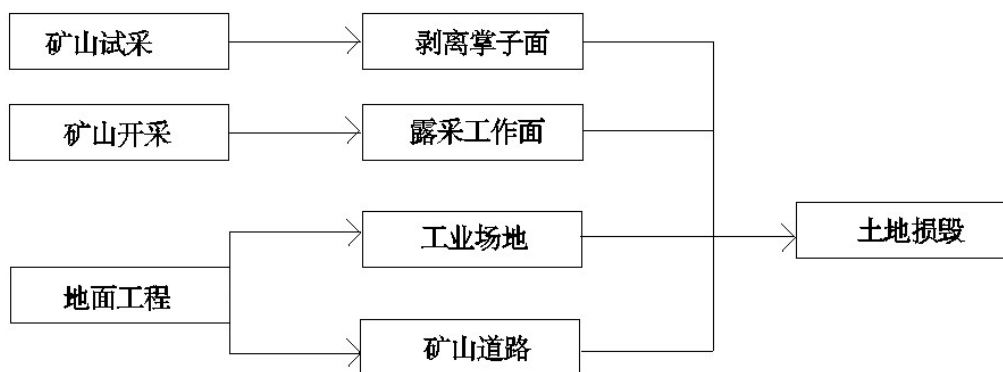 矿山试采
剥离掌子面
矿山开采
露采工作面
工业场地
土地损毁
地面工程
矿山道路